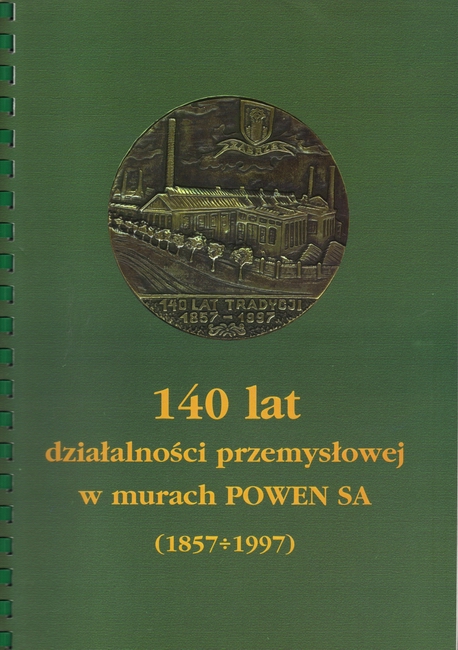 ZABRZE
140 LAT TRADYCJI
1857-1997
140 lat
działalności przemysłowej
w murach POWEN SA
(1857÷1997)